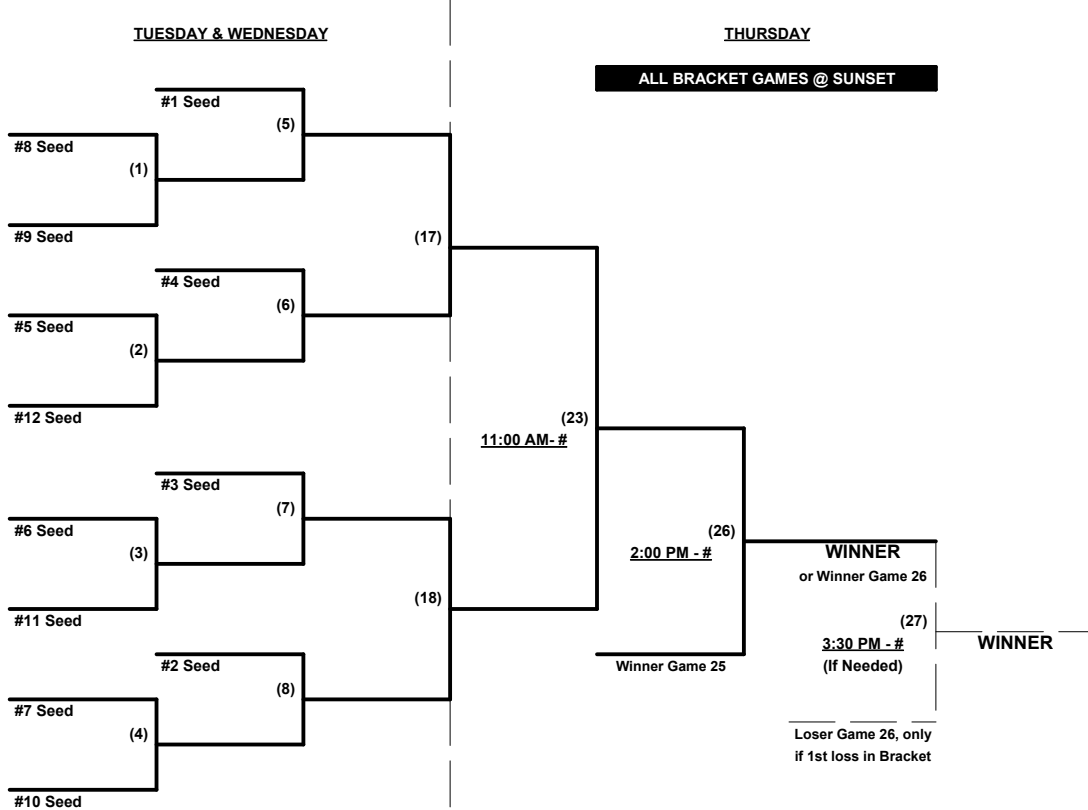 TUESDAY & WEDNESDAY
THURSDAY
ALL BRACKET GAMES @ SUNSET
#1 Seed
(5)
#8 Seed
(1)
#9 Seed
(17)
#4 Seed
(6)
#5 Seed
(2)
#12 Seed
(23)
11:00 AM- #
#3 Seed
(7)
#6 Seed
(3)
#11 Seed
(18)
#2 Seed
(8)
#7 Seed
(4)
#10 Seed
(26)
2:00 PM - #
Winner Game 25
WINNER
or Winner Game 26
(27)
3:30 PM - #
(If Needed)
WINNER
Loser Game 26, only
if 1st loss in Bracket